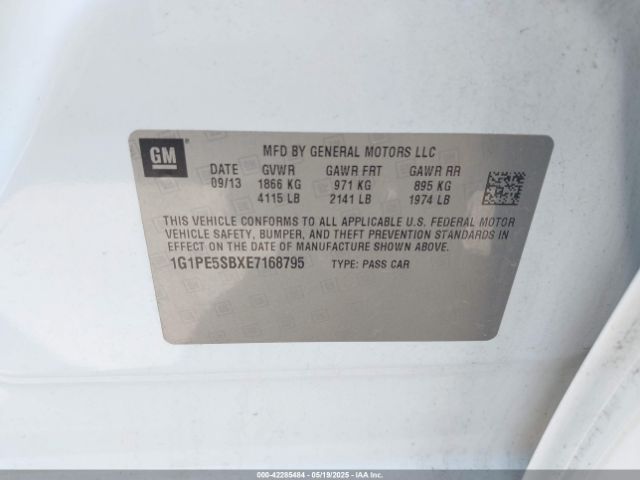 GM
MFD BY GENERAL MOTORS LLC
DATE GVWR GAWR FRT GAWR RR
09/13 1866 KG 971 KG 895 KG
4115 LB 2141 LB 1974 LB
THIS VEHICLE CONFORMS TO ALL APPLICABLE U.S. FEDERAL MOTOR
VEHICLE SAFETY, BUMPER, AND THEFT PREVENTION STANDARDS IN
EFFECT ON THE DATE OF MANUFACTURE SHOWN ABOVE.
1G1PE5SBXE7168795 TYPE: PASS CAR
000-42285484 - 05/19/2025 - IAAI.CA